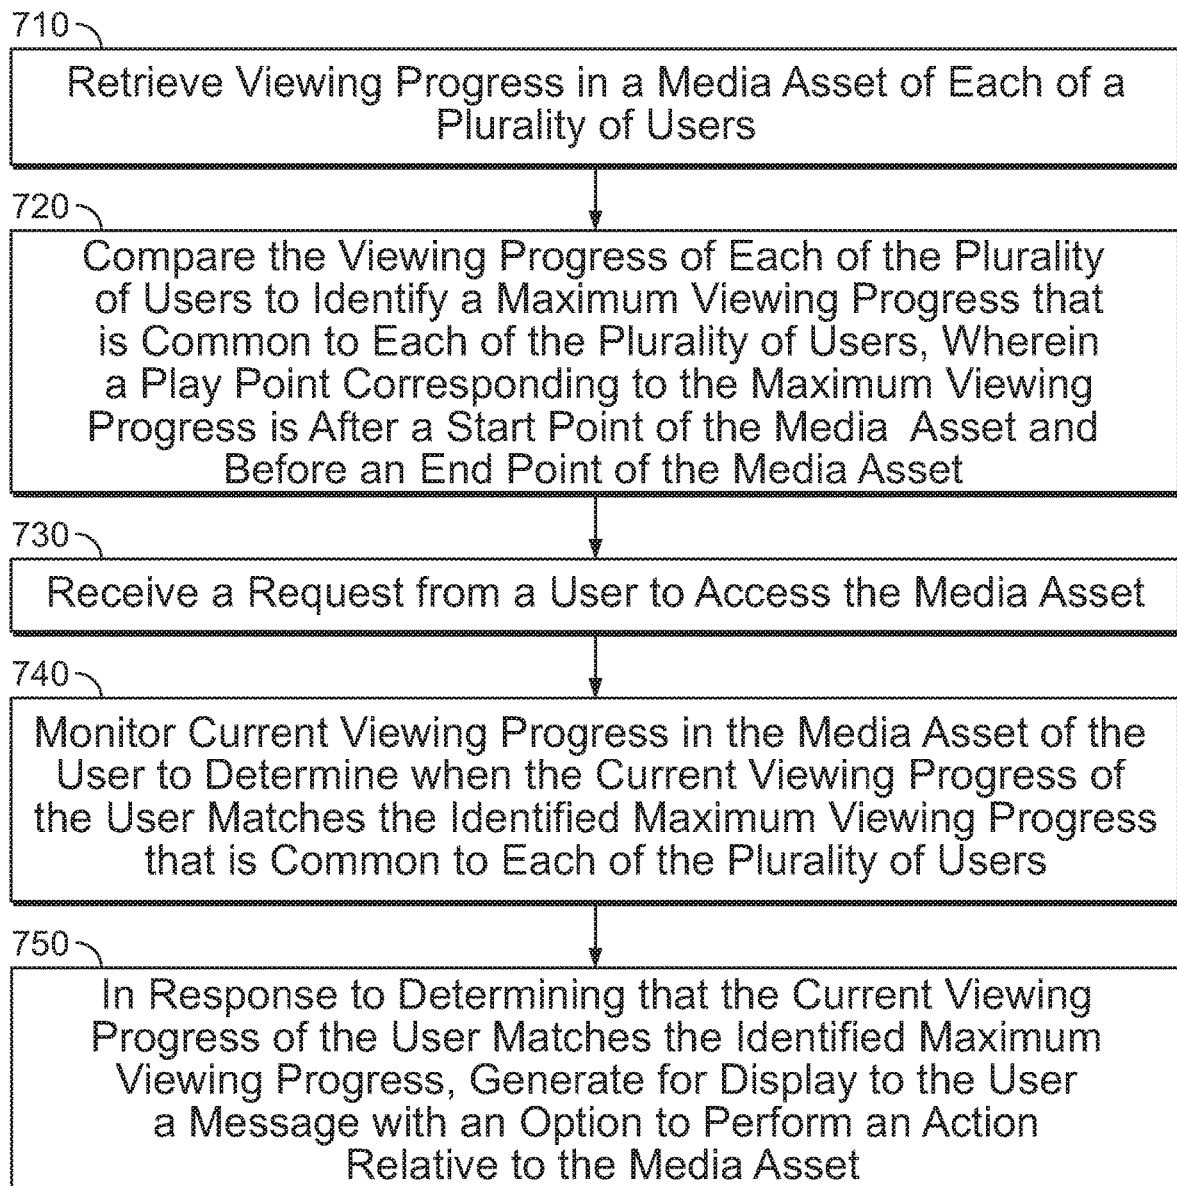 710
Retrieve Viewing Progress in a Media Asset of Each of a
Plurality of Users
720
Compare the Viewing Progress of Each of the Plurality
of Users to Identify a Maximum Viewing Progress that
is Common to Each of the Plurality of Users, Wherein
a Play Point Corresponding to the Maximum Viewing
Progress is After a Start Point of the Media Asset and
Before an End Point of the Media Asset
730
Receive a Request from a User to Access the Media Asset
740
Monitor Current Viewing Progress in the Media Asset of the
User to Determine when the Current Viewing Progress of
the User Matches the Identified Maximum Viewing Progress
that is Common to Each of the Plurality of Users
750
In Response to Determining that the Current Viewing
Progress of the User Matches the Identified Maximum
Viewing Progress, Generate for Display to the User
a Message with an Option to Perform an Action
Relative to the Media Asset